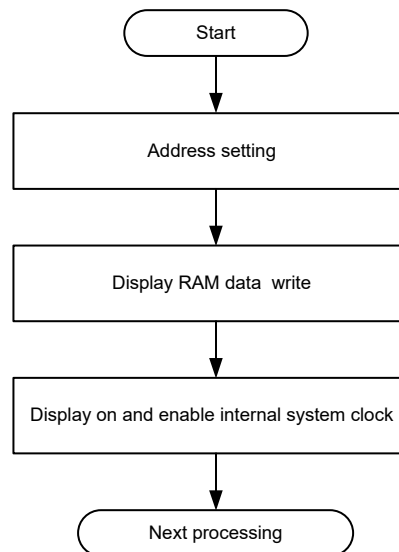 Start
Address setting
Display RAM data  write
Display on and enable internal system clock
Next processing